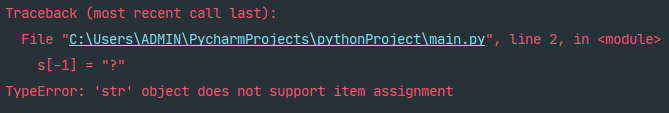 Traceback (most recent call last):
  File "C:\Users\ADMIN\PycharmProjects\pythonProject\main.py", line 2, in <module>
    s[-1] = "?"
TypeError: 'str' object does not support item assignment